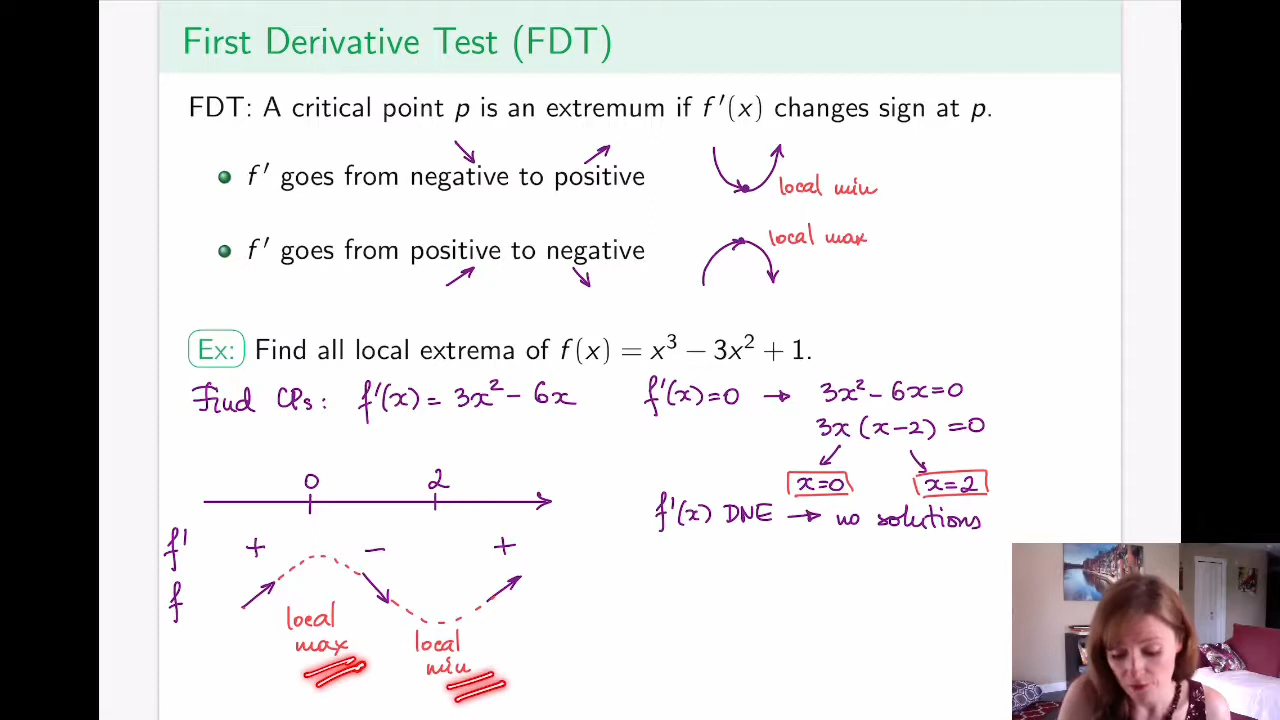 First Derivative Test (FDT)
FDT: A critical point p is an extremum if f′(x) changes sign at p.
f′ goes from negative to positive
local min
f′ goes from positive to negative
local max
Ex: Find all local extrema of f(x) = x³ − 3x² + 1.
Find CPs: f'(x) = 3x² − 6x
f'(x)=0 → 3x² − 6x=0
3x (x−2) =0
x=0 x=2
f'(x) DNE → no solutions
0 2
f' + − +
f
local max
local min